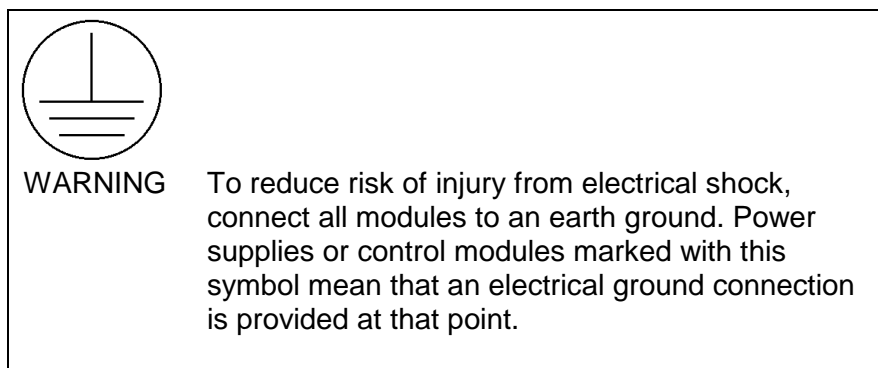 WARNING To reduce risk of injury from electrical shock,
connect all modules to an earth ground. Power
supplies or control modules marked with this
symbol mean that an electrical ground connection
is provided at that point.